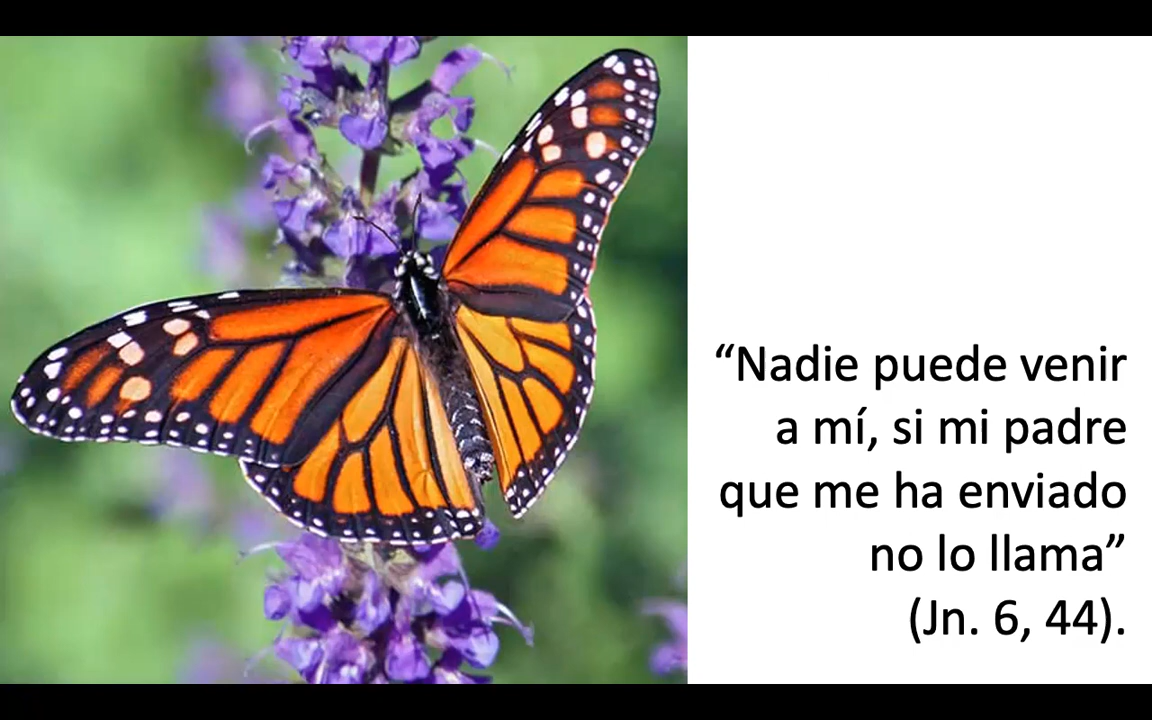 “Nadie puede venir
a mí, si mi padre
que me ha enviado
no lo llama”
(Jn. 6, 44).